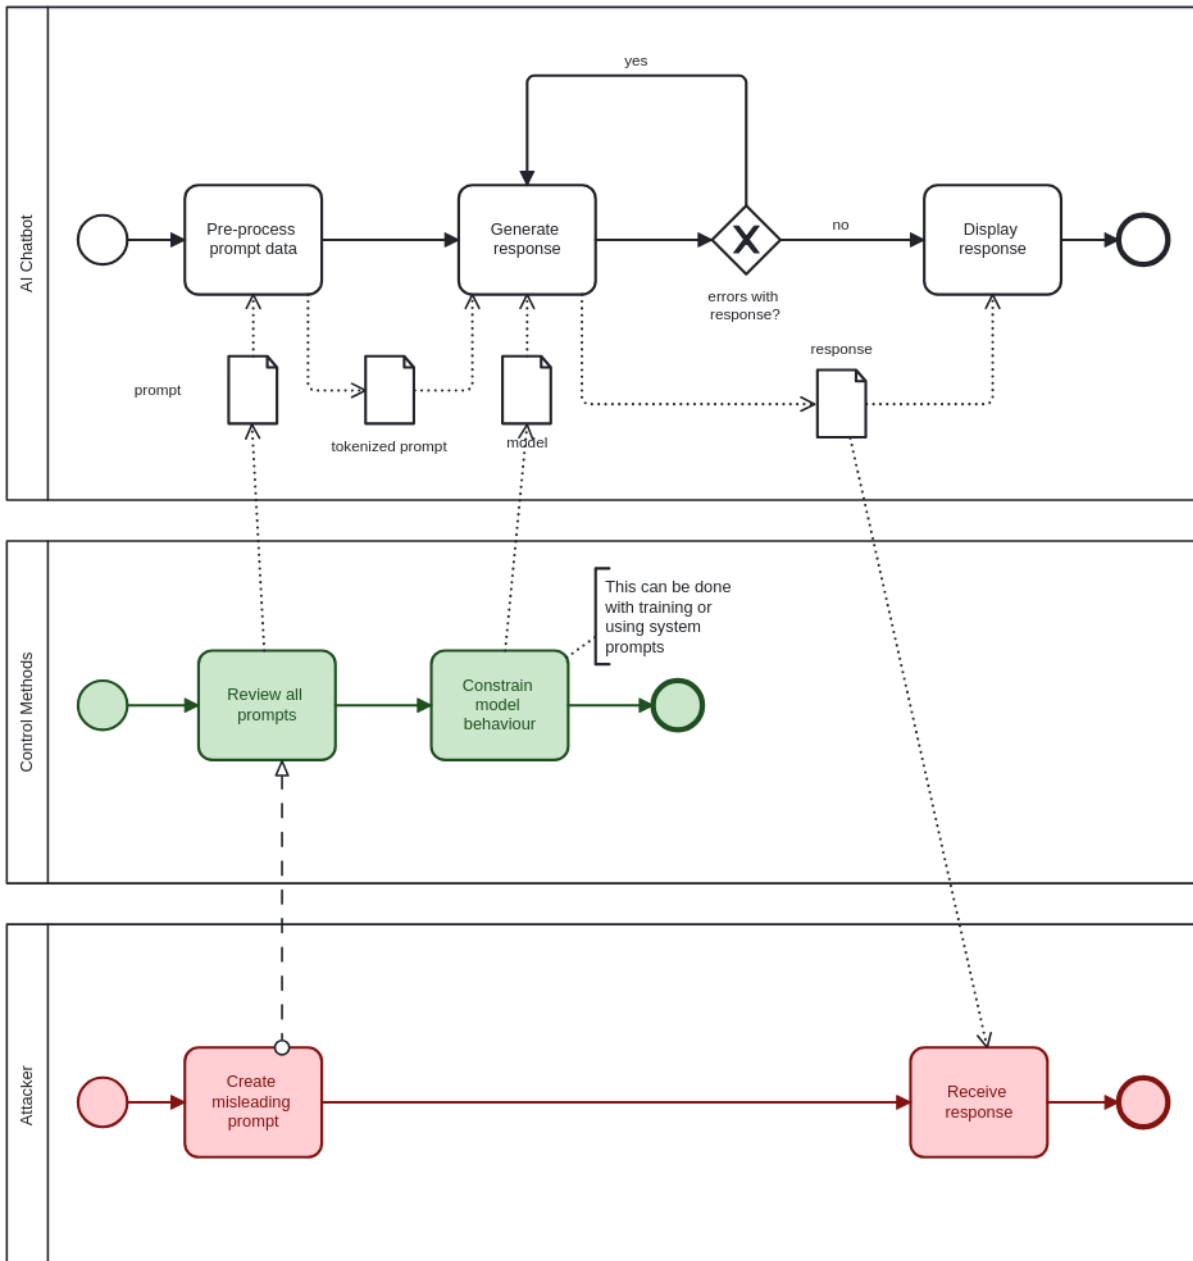 AI Chatbot
yes
Pre-process
prompt data
Generate
response
no
Display
response
errors with
response?
response
prompt
tokenized prompt
model
Control Methods
This can be done
with training or
using system
prompts
Review all
prompts
Constrain
model
behaviour
Attacker
Create
misleading
prompt
Receive
response